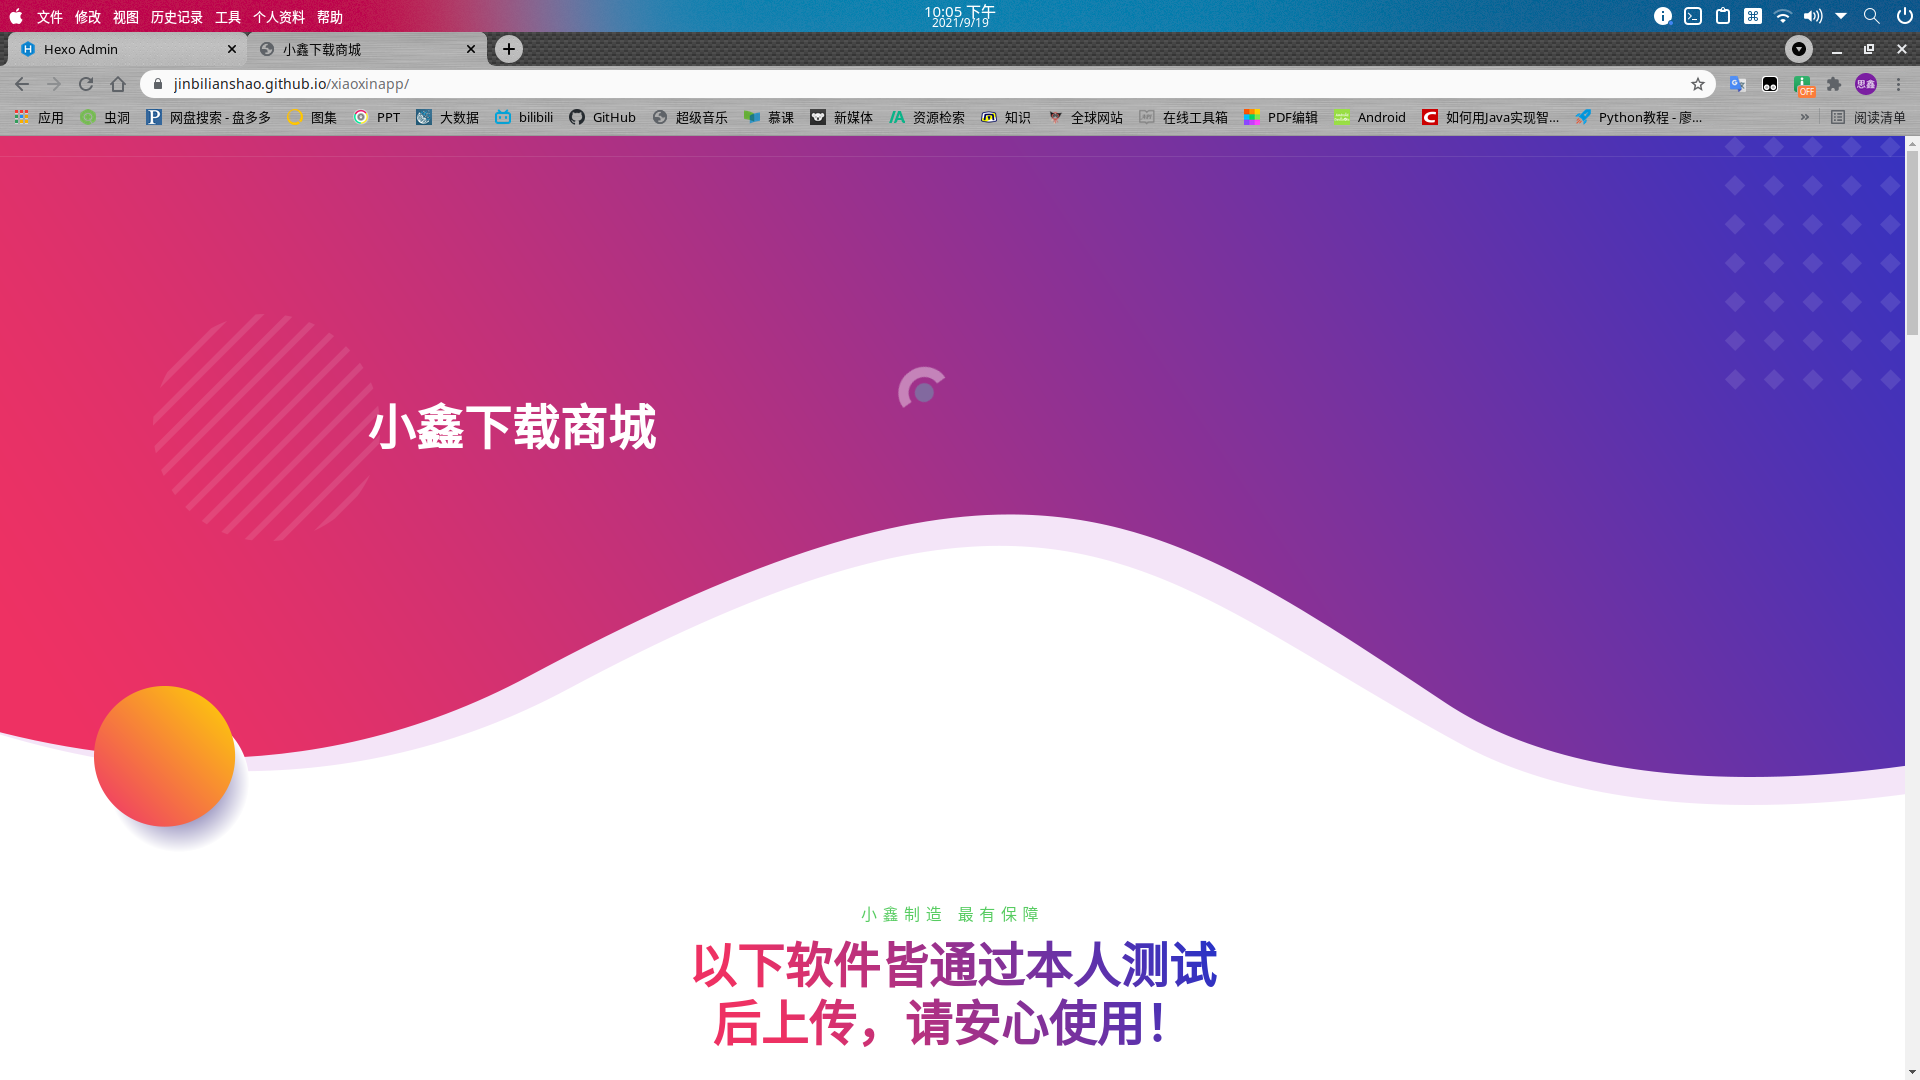 文件 修改 视图 历史记录 工具 个人资料 帮助
10:05 下午
2021/9/19
Hexo Admin
小鑫下载商城
jinbilianshao.github.io/xiaoxinapp/
思鑫
OFF
应用 虫洞 网盘搜索 - 盘多多 图集 PPT 大数据 bilibili GitHub 超级音乐 慕课 新媒体 资源检索 知识 全球网站 在线工具箱 PDF编辑 Android 如何用Java实现智... Python教程 - 廖... » 阅读清单
小鑫下载商城
小鑫制造 最有保障
以下软件皆通过本人测试
后上传，请安心使用！